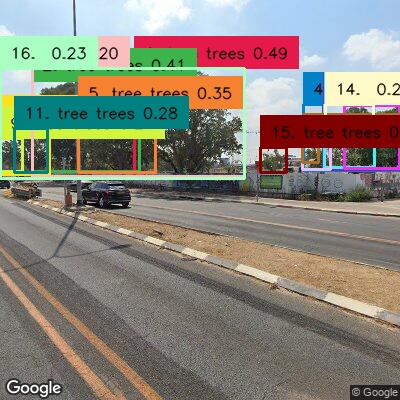 16. 0.23
20
trees 0.49
trees 0.41
5. tree trees 0.35
11. tree trees 0.28
4
14. 0.2
15. tree trees 0.
Google
© Google